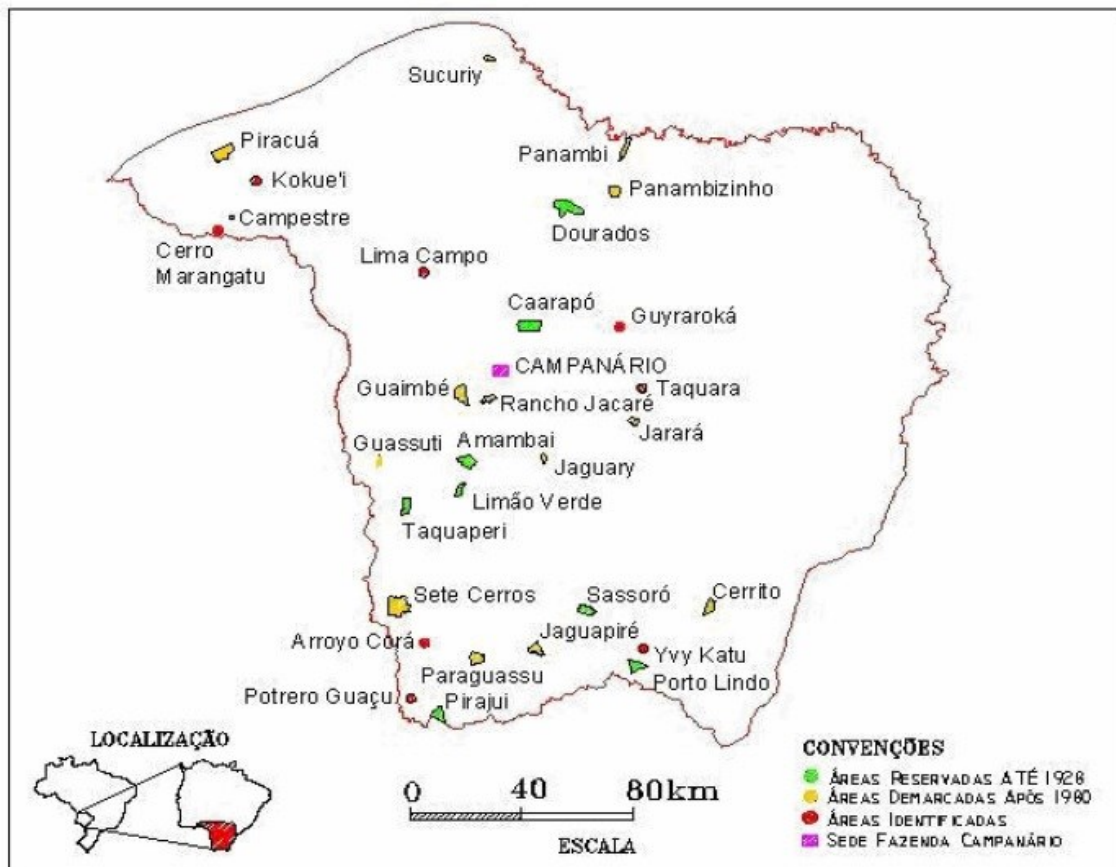 Sucuriy
Piracuá
Panambi
Kokue'i
Panambizinho
Campestre
Dourados
Cerro
Marangatu
Lima Campo
Caarapó
Guyraroká
CAMPANÁRIO
Guaimbé
Taquara
Rancho Jacaré
Jarará
Guassuti
Amambai
Jaguary
Limão Verde
Taquaperi
Sete Cerros
Sassoró
Cerrito
Arroyo Corá
Jaguapiré
Yvy Katu
Paraguassu
Porto Lindo
Potrero Guaçu
Pirajui
LOCALIZAÇÃO
0 40 80km
ESCALA
CONVENÇÕES
ÁREAS RESERVADAS ATÉ 1928
ÁREAS DEMARCADAS APÓS 1980
ÁREAS IDENTIFICADAS
SEDE FAZENDA CAMPANÁRIO